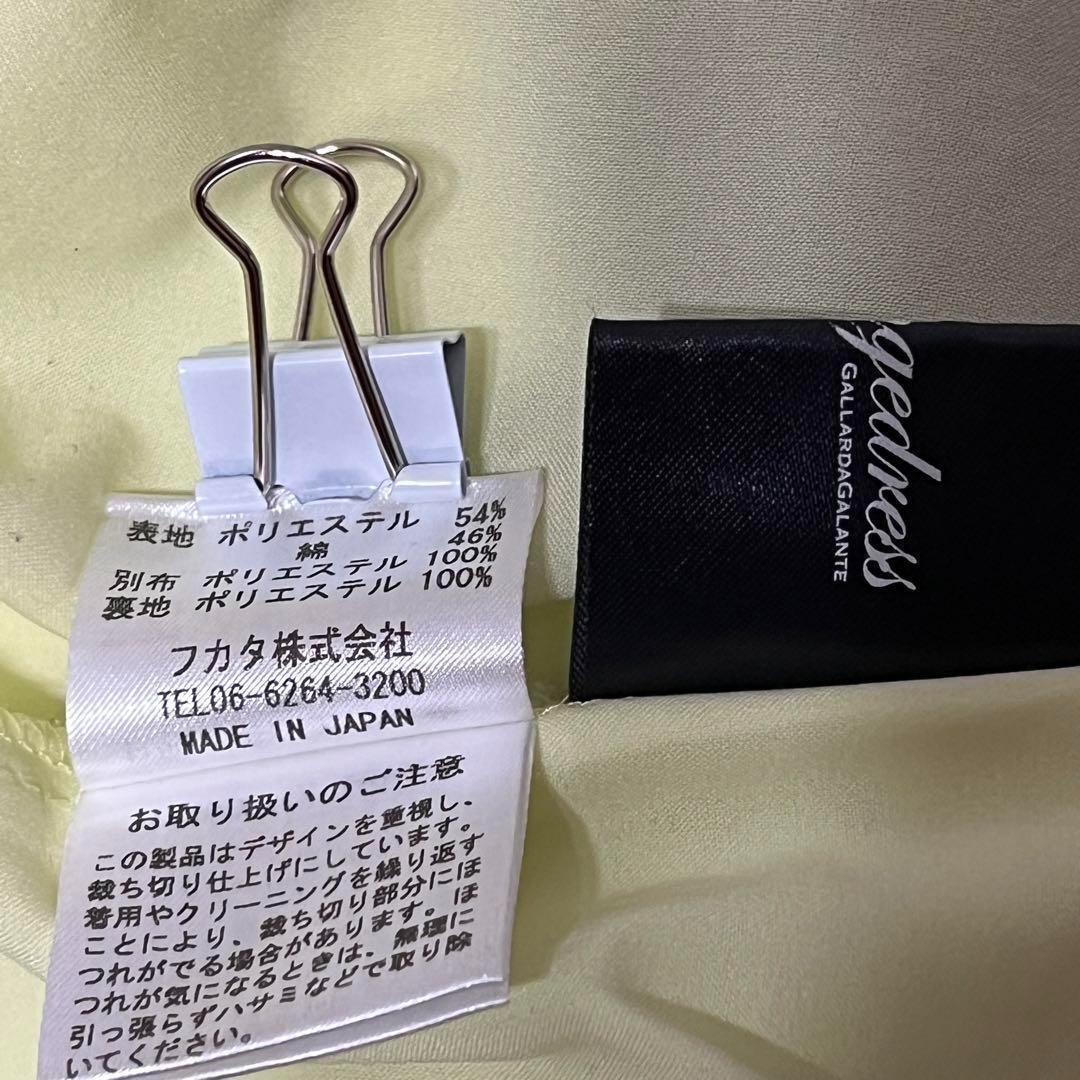 表地 ポリエステル 54%
綿 46%
別布 ポリエステル 100%
裏地 ポリエステル 100%
フカタ株式会社
TEL06-6264-3200
MADE IN JAPAN
お取り扱いのご注意
この製品はデザインを重視し、
裁ち切り仕上げにしています。
着用やクリーニングを繰り返す
ことにより、裁ち切り部分にほ
つれがでる場合があります。ほ
つれが気になるときは、無理に
引っ張らずハサミなどで取り除
いてください。
GALLARDAGALANTE